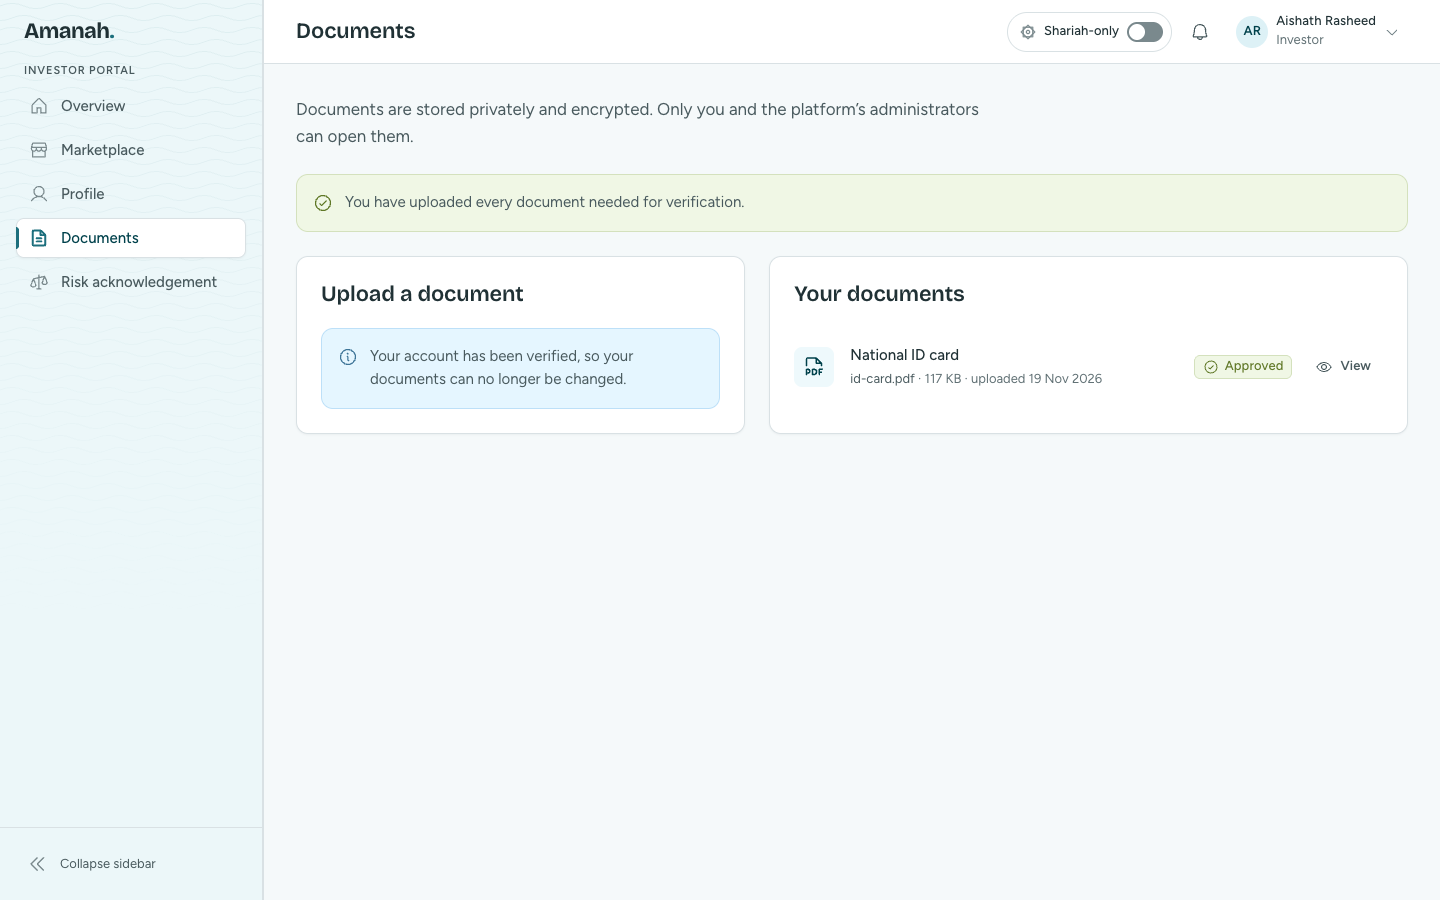 Amanah.
INVESTOR PORTAL
Overview
Marketplace
Profile
Documents
Risk acknowledgement
Collapse sidebar
Documents
Shariah-only
AR
Aishath Rasheed
Investor
Documents are stored privately and encrypted. Only you and the platform’s administrators
can open them.
You have uploaded every document needed for verification.
Upload a document
Your account has been verified, so your
documents can no longer be changed.
Your documents
PDF
National ID card
id-card.pdf · 117 KB · uploaded 19 Nov 2026
Approved
View